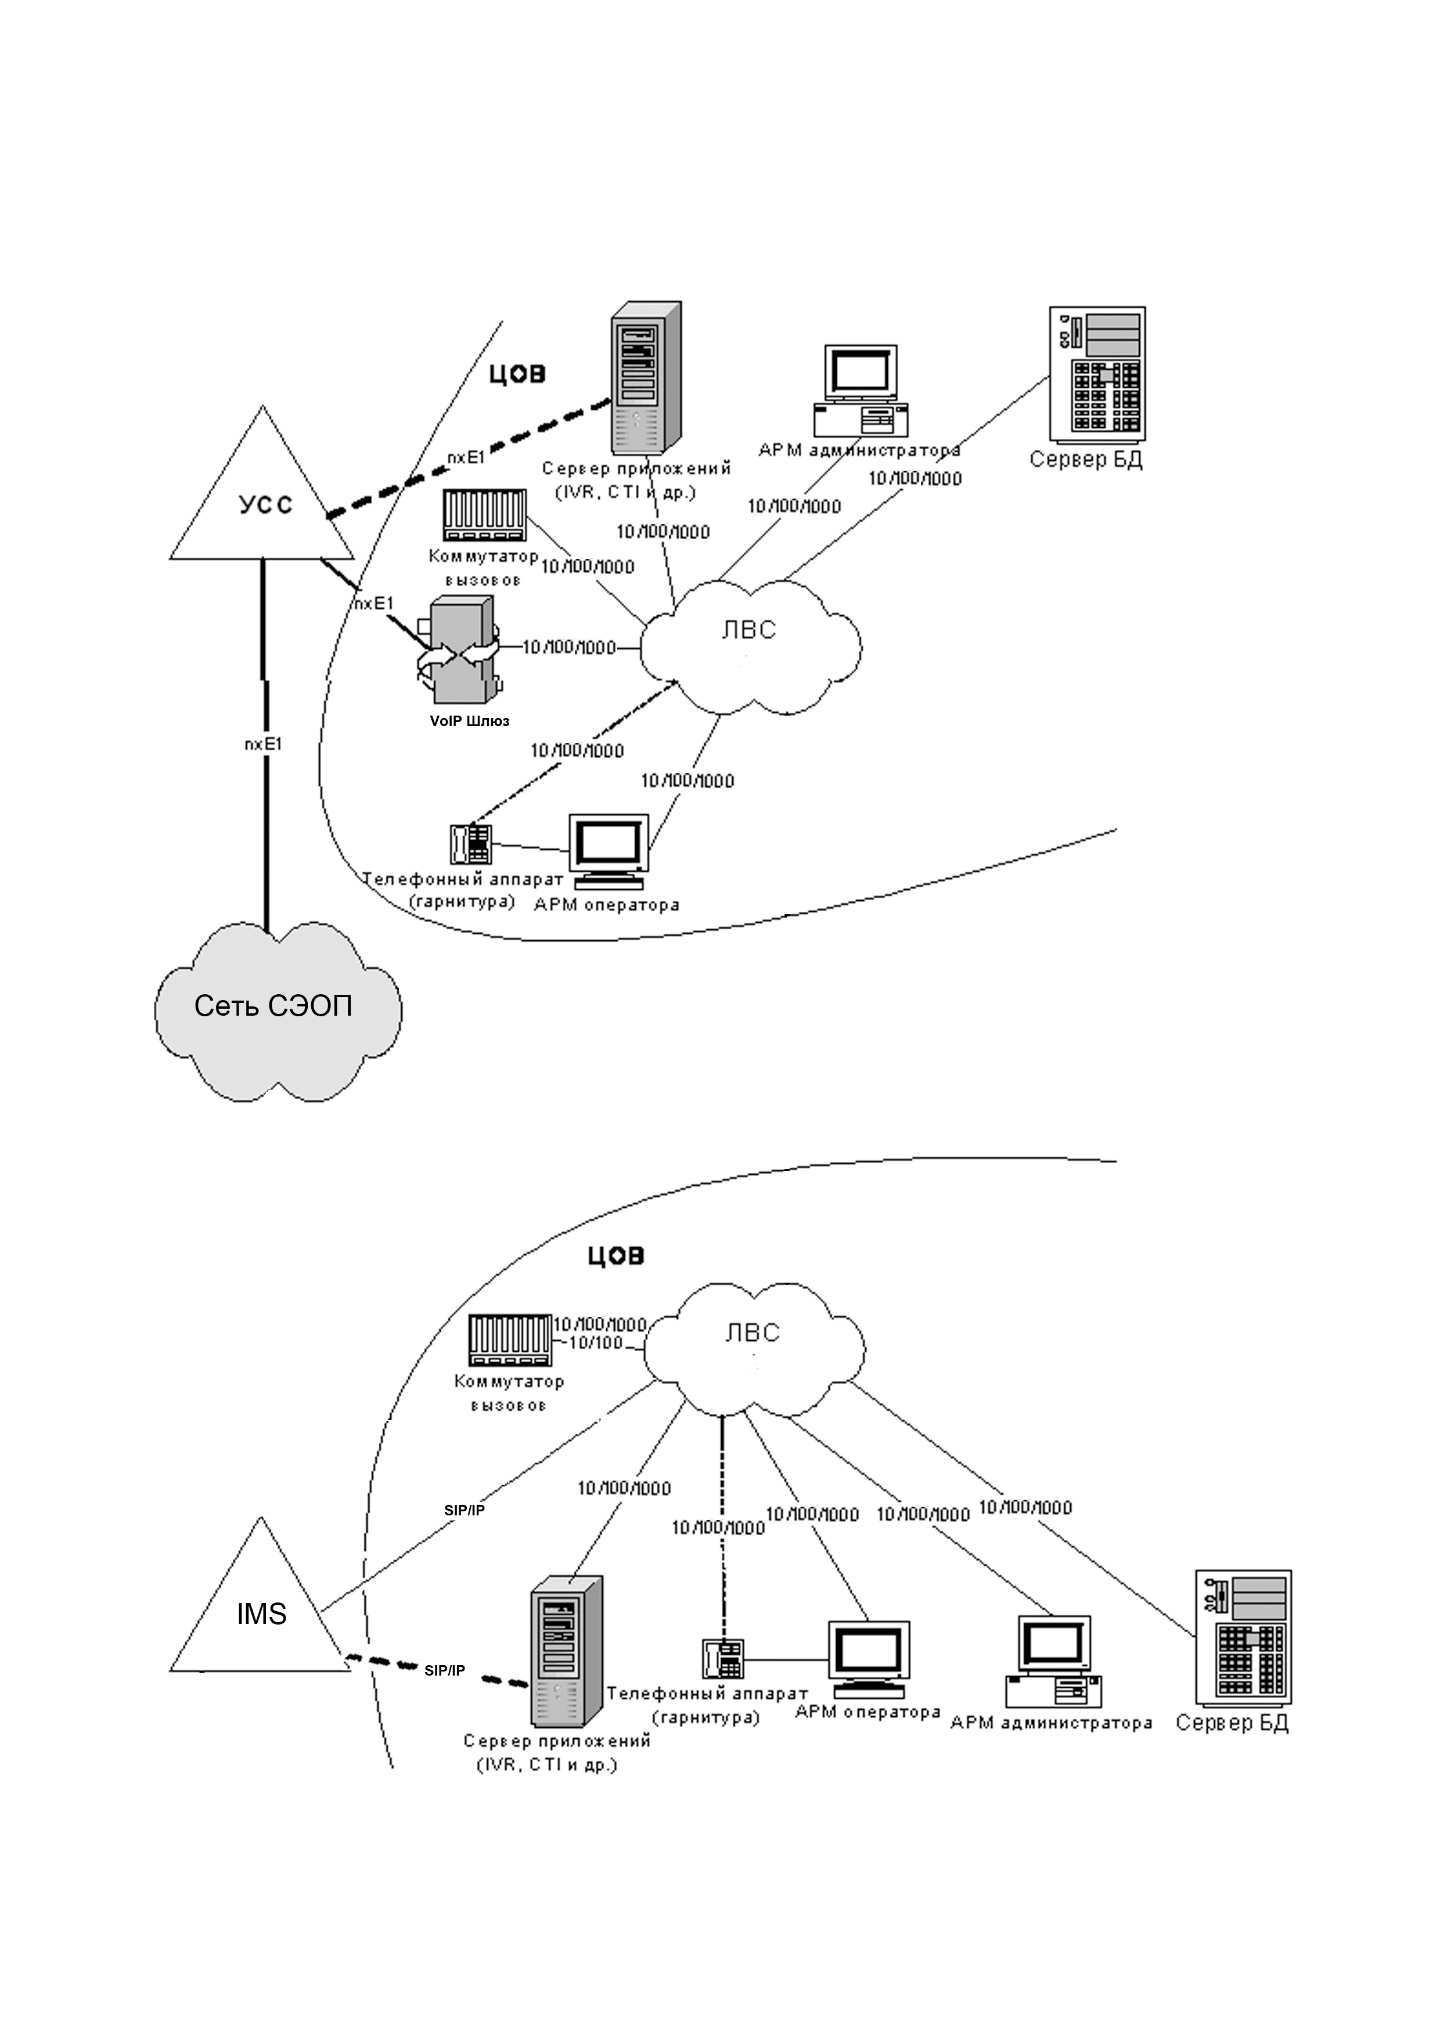 ЦОВ
nxE1
Сервер приложений
(IVR, CTI и др.)
АРМ администратора
Сервер БД
10/100/1000
10/100/1000
УСС
10/100/1000
Коммутатор
вызовов
10/100/1000
nxE1
ЛВС
10/100/1000
VoIP Шлюз
nxE1
10/100/1000
10/100/1000
Телефонный аппарат
(гарнитура)
АРМ оператора
Сеть СЭОП
ЦОВ
10/100/1000
10/100
ЛВС
Коммутатор
вызовов
10/100/1000
SIP/IP
10/100/1000
10/100/1000
10/100/1000
10/100/1000
IMS
SIP/IP
Телефонный аппарат
(гарнитура)
АРМ оператора
АРМ администратора
Сервер БД
Сервер приложений
(IVR, CTI и др.)